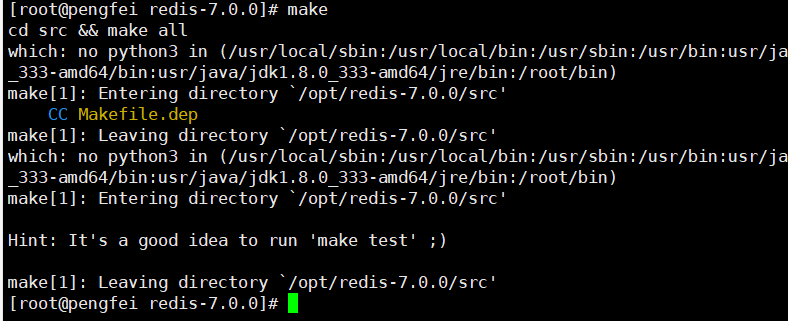 [root@pengfei redis-7.0.0]# make
cd src && make all
which: no python3 in (/usr/local/sbin:/usr/local/bin:/usr/sbin:/usr/bin:usr/ja
_333-amd64/bin:usr/java/jdk1.8.0_333-amd64/jre/bin:/root/bin)
make[1]: Entering directory `/opt/redis-7.0.0/src'
    CC Makefile.dep
make[1]: Leaving directory `/opt/redis-7.0.0/src'
which: no python3 in (/usr/local/sbin:/usr/local/bin:/usr/sbin:/usr/bin:usr/ja
_333-amd64/bin:usr/java/jdk1.8.0_333-amd64/jre/bin:/root/bin)
make[1]: Entering directory `/opt/redis-7.0.0/src'

Hint: It's a good idea to run 'make test' ;)

make[1]: Leaving directory `/opt/redis-7.0.0/src'
[root@pengfei redis-7.0.0]#